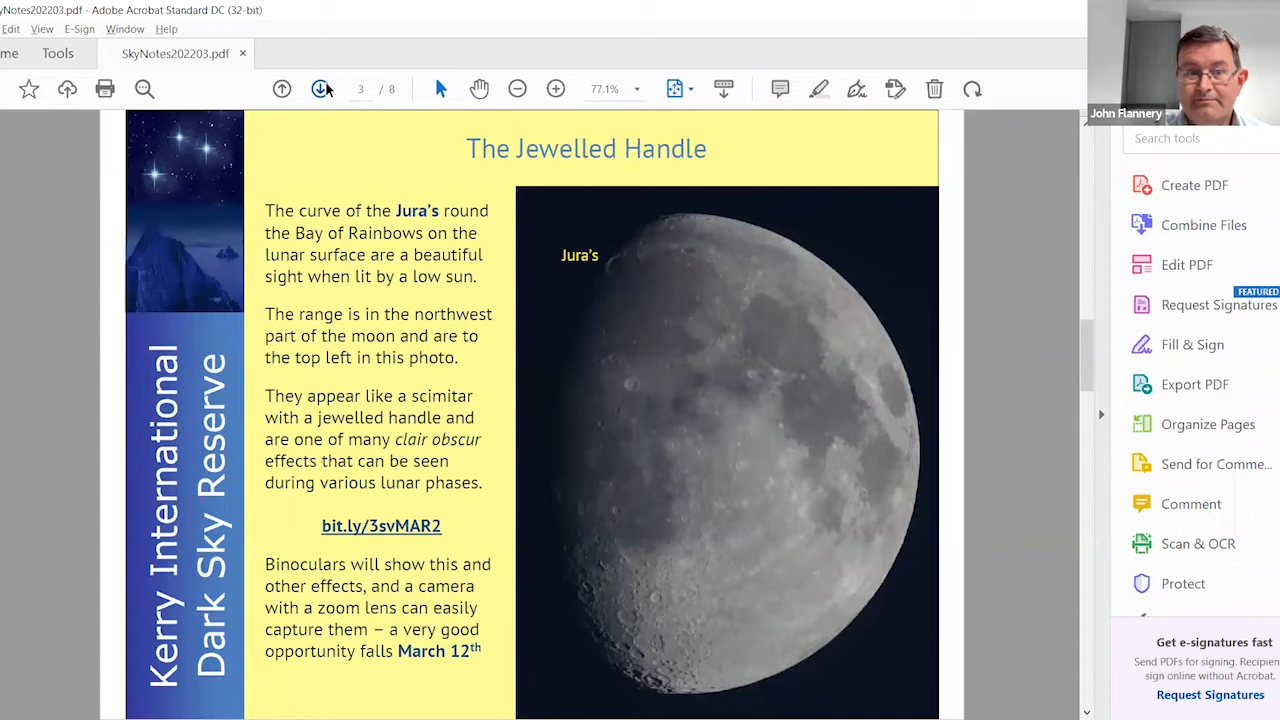 yNotes202203.pdf - Adobe Acrobat Standard DC (32-bit)
Edit View E-Sign Window Help
me Tools SkyNotes202203.pdf ×
3 / 8 77.1%
John Flannery
Search tools
The Jewelled Handle
The curve of the Jura's round
the Bay of Rainbows on the
lunar surface are a beautiful
sight when lit by a low sun.
The range is in the northwest
part of the moon and are to
the top left in this photo.
They appear like a scimitar
with a jewelled handle and
are one of many clair obscur
effects that can be seen
during various lunar phases.
bit.ly/3svMAR2
Binoculars will show this and
other effects, and a camera
with a zoom lens can easily
capture them – a very good
opportunity falls March 12th
Jura's
Kerry International
Dark Sky Reserve
Create PDF
Combine Files
Edit PDF
FEATURED
Request Signatures
Fill & Sign
Export PDF
Organize Pages
Send for Comme...
Comment
Scan & OCR
Protect
Get e-signatures fast
Send PDFs for signing. Recipien
sign online without Acrobat.
Request Signatures